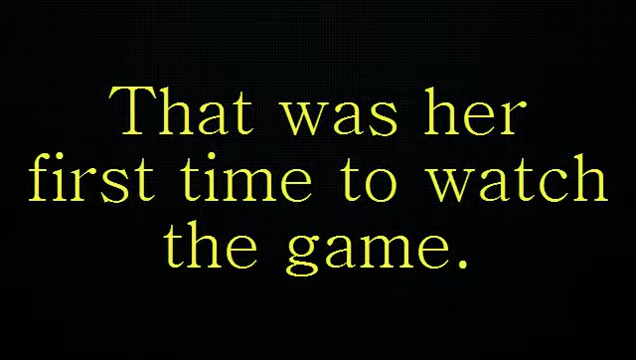 That was her
first time to watch
the game.